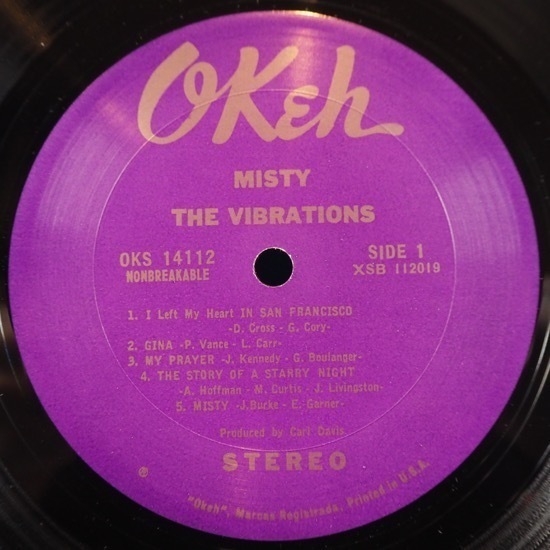 OKeh
MISTY
THE VIBRATIONS
OKS 14112
NONBREAKABLE
SIDE 1
XSB 112019
1. I Left My Heart IN SAN FRANCISCO
-D. Cross - G. Cory-
2. GINA -P. Vance - L. Carr-
3. MY PRAYER -J. Kennedy - G. Boulanger-
4. THE STORY OF A STARRY NIGHT
-A. Hoffman - M. Curtis - J. Livingston-
5. MISTY -J.Bucke - E. Garner-
Produced by Carl Davis
STEREO
℗
"Okeh", Marcas Registrada. Printed in U.S.A.